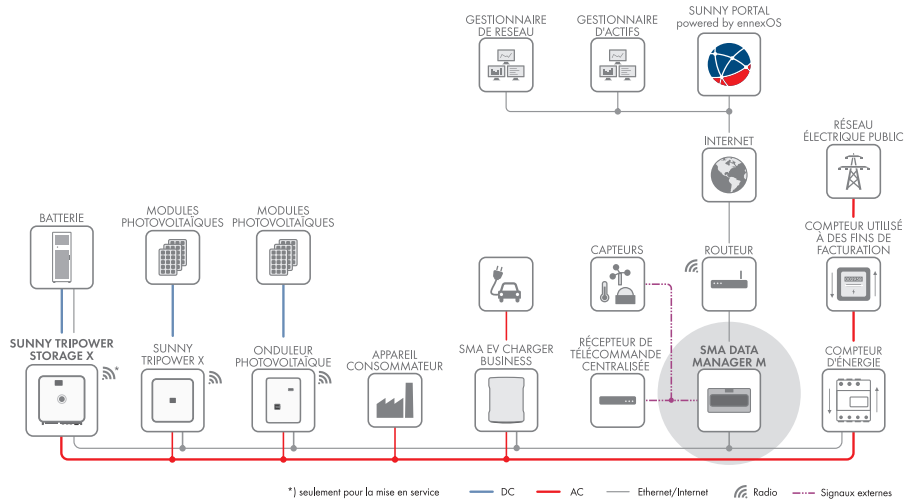 GESTIONNAIRE
DE RESEAU
GESTIONNAIRE
D'ACTIFS
SUNNY PORTAL
powered by ennexOS
INTERNET
RÉSEAU
ÉLECTRIQUE PUBLIC
BATTERIE
MODULES
PHOTOVOLTAÏQUES
MODULES
PHOTOVOLTAÏQUES
CAPTEURS
ROUTEUR
COMPTEUR UTILISÉ
À DES FINS DE
FACTURATION
SUNNY TRIPOWER
STORAGE X
*
SUNNY
TRIPOWER X
ONDULEUR
PHOTOVOLTAÏQUE
APPAREIL
CONSOMMATEUR
SMA EV CHARGER
BUSINESS
RÉCEPTEUR DE
TÉLÉCOMMANDE
CENTRALISÉE
SMA DATA
MANAGER M
COMPTEUR
D'ÉNERGIE
*) seulement pour la mise en service
DC
AC
Ethernet/Internet
Radio
Signaux externes